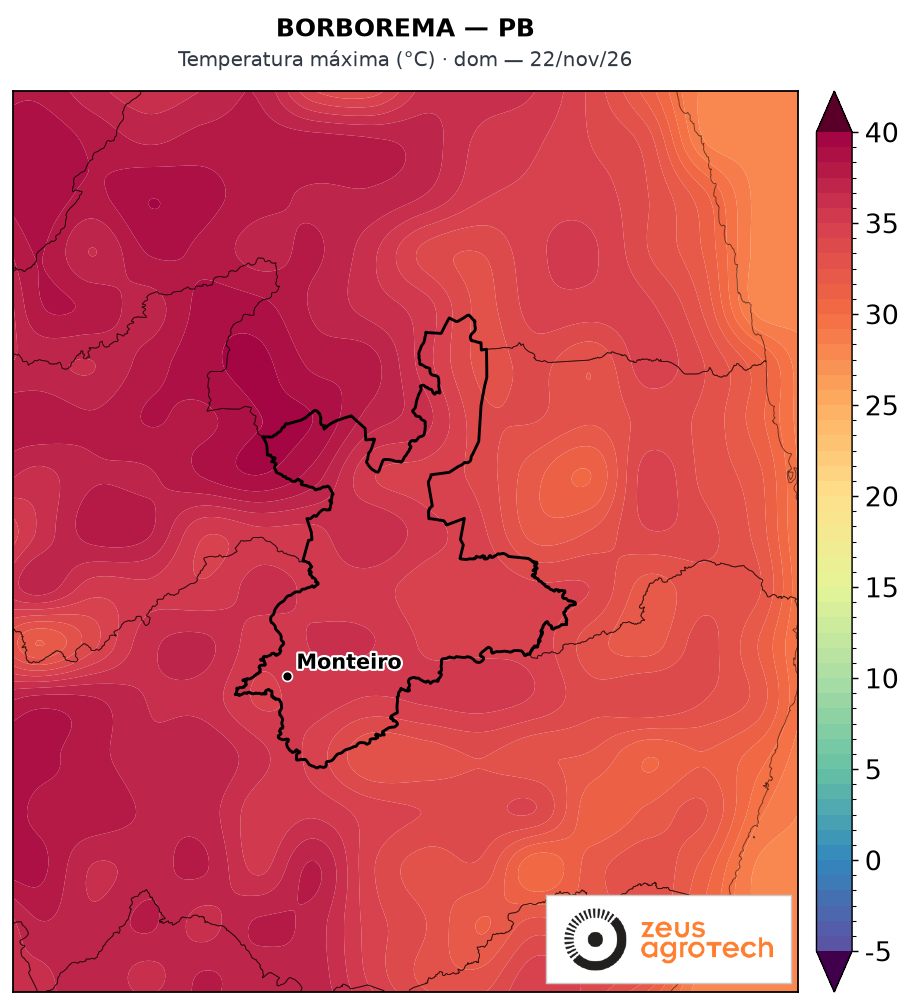 BORBOREMA — PB
Temperatura máxima (°C) · dom — 22/nov/26
40
35
30
25
20
15
10
5
0
-5
Monteiro
zeus
agrotech